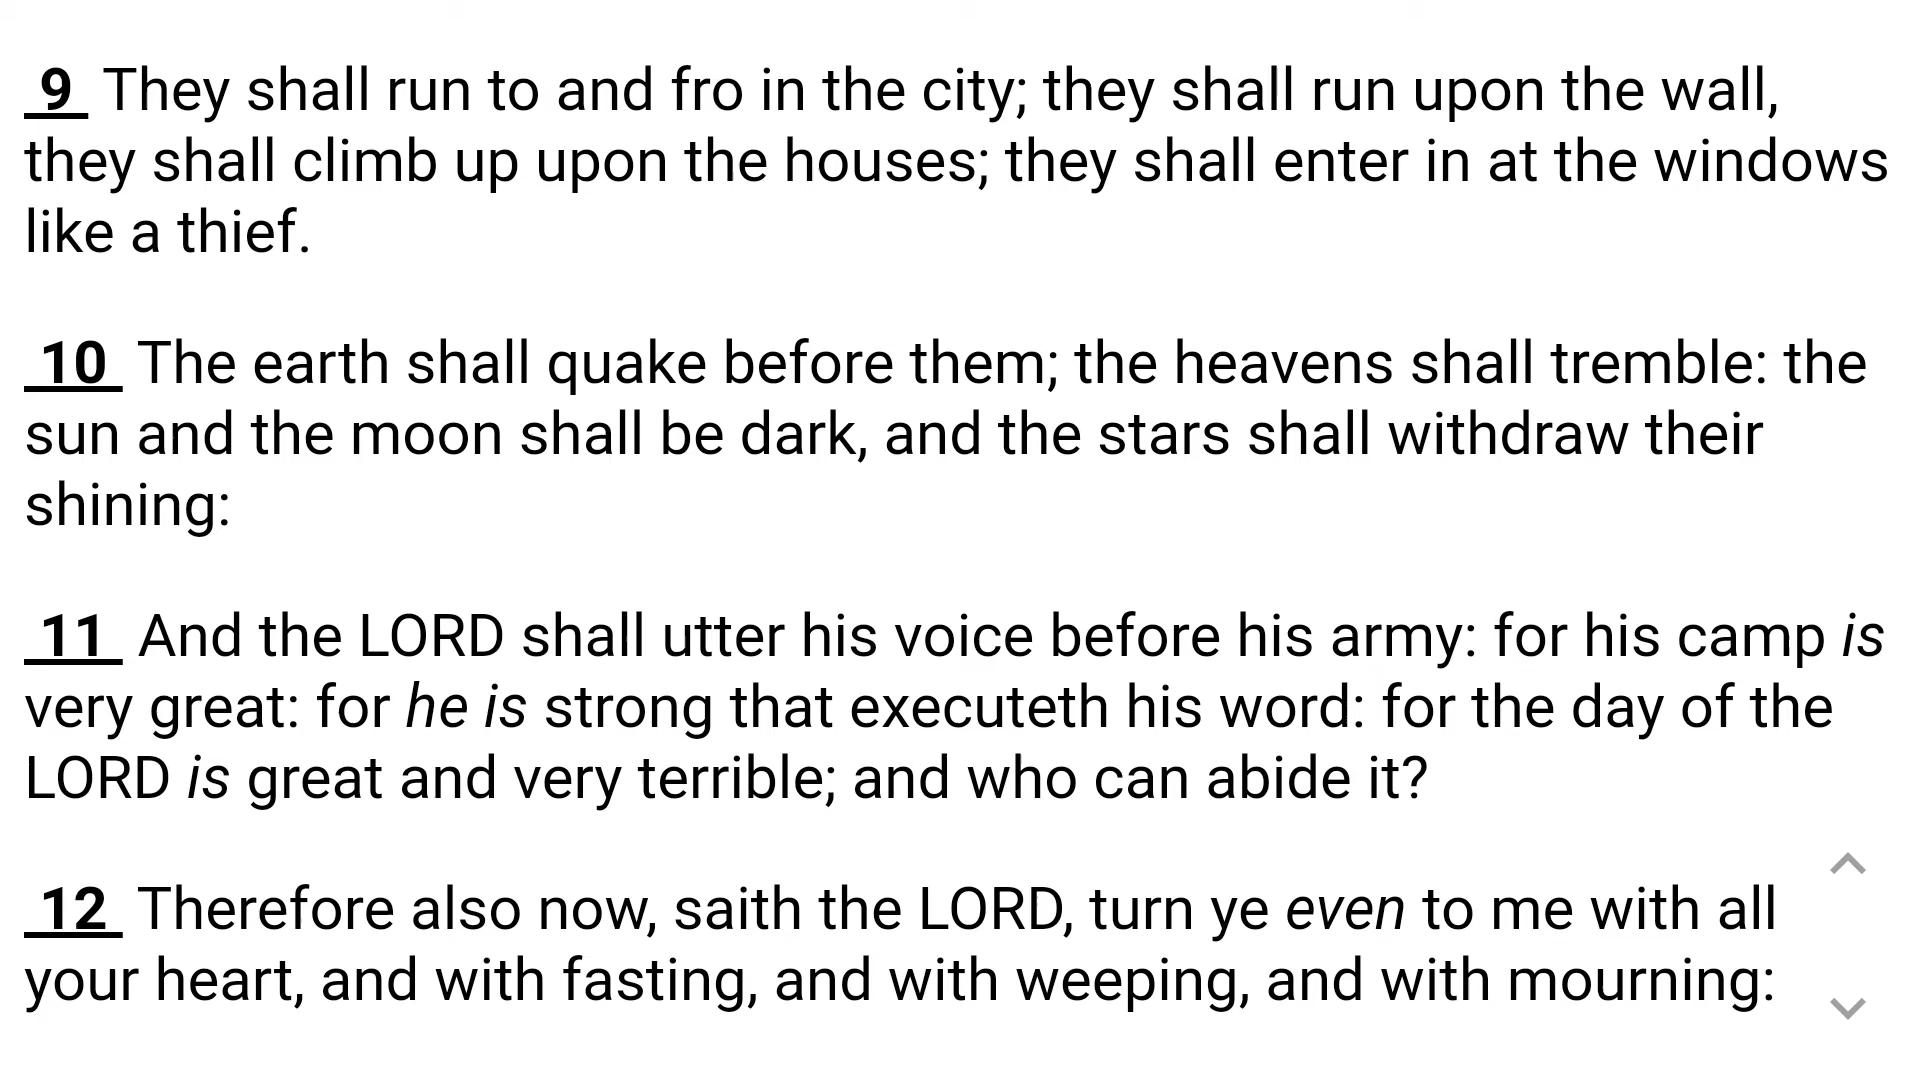 9 They shall run to and fro in the city; they shall run upon the wall,
they shall climb up upon the houses; they shall enter in at the windows
like a thief.
10 The earth shall quake before them; the heavens shall tremble: the
sun and the moon shall be dark, and the stars shall withdraw their
shining:
11 And the LORD shall utter his voice before his army: for his camp is
very great: for he is strong that executeth his word: for the day of the
LORD is great and very terrible; and who can abide it?
12 Therefore also now, saith the LORD, turn ye even to me with all
your heart, and with fasting, and with weeping, and with mourning: